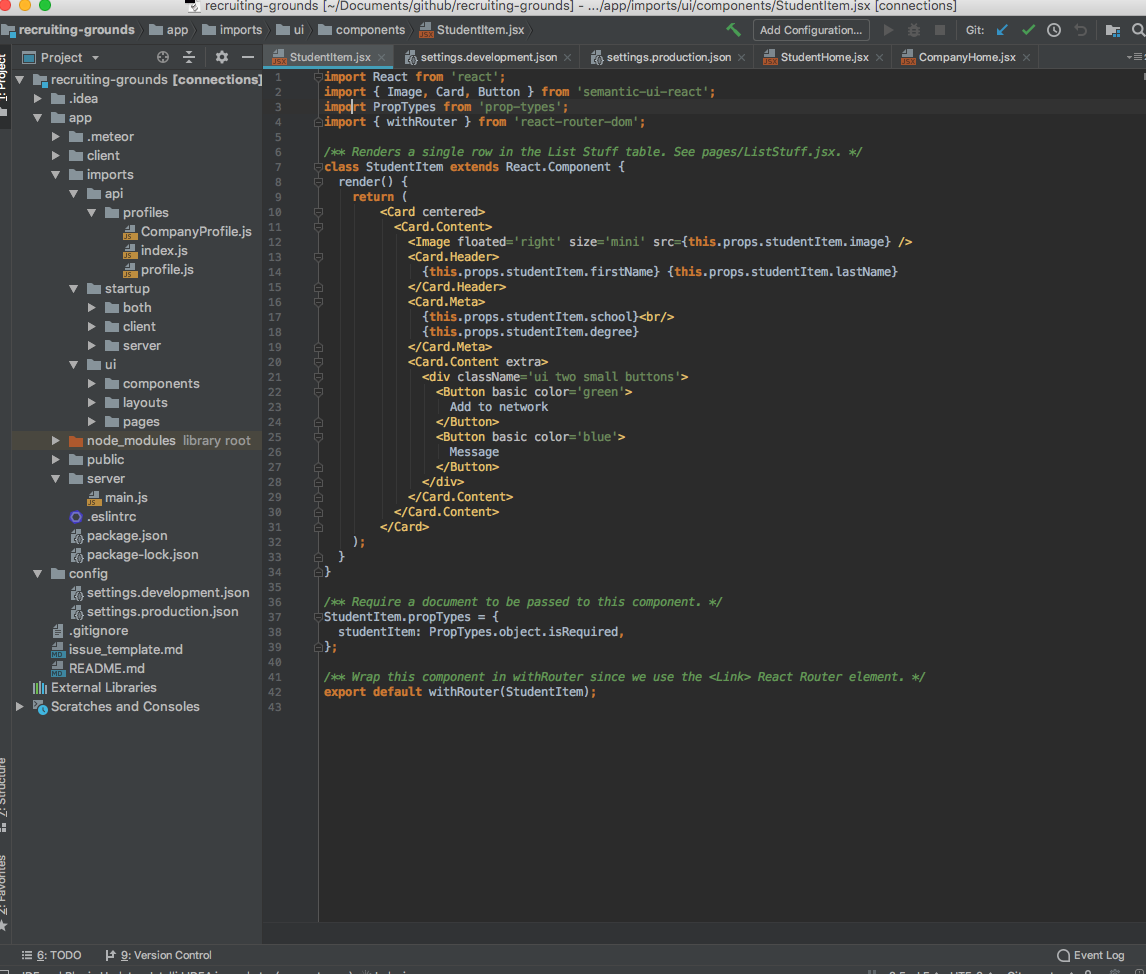 recruiting-grounds [~/Documents/github/recruiting-grounds] - .../app/imports/ui/components/StudentItem.jsx [connections]
recruiting-grounds app imports ui components StudentItem.jsx Add Configuration... Git:
1: Project
Project
StudentItem.jsx settings.development.json settings.production.json StudentHome.jsx CompanyHome.jsx
recruiting-grounds [connections]
.idea
app
.meteor
client
imports
api
profiles
CompanyProfile.js
index.js
profile.js
startup
both
client
server
ui
components
layouts
pages
node_modules library root
public
server
main.js
.eslintrc
package.json
package-lock.json
config
settings.development.json
settings.production.json
.gitignore
issue_template.md
README.md
External Libraries
Scratches and Consoles
1 import React from 'react';
2 import { Image, Card, Button } from 'semantic-ui-react';
3 import PropTypes from 'prop-types';
4 import { withRouter } from 'react-router-dom';
5
6 /** Renders a single row in the List Stuff table. See pages/ListStuff.jsx. */
7 class StudentItem extends React.Component {
8 render() {
9 return (
10 <Card centered>
11 <Card.Content>
12 <Image floated='right' size='mini' src={this.props.studentItem.image} />
13 <Card.Header>
14 {this.props.studentItem.firstName} {this.props.studentItem.lastName}
15 </Card.Header>
16 <Card.Meta>
17 {this.props.studentItem.school}<br/>
18 {this.props.studentItem.degree}
19 </Card.Meta>
20 <Card.Content extra>
21 <div className='ui two small buttons'>
22 <Button basic color='green'>
23 Add to network
24 </Button>
25 <Button basic color='blue'>
26 Message
27 </Button>
28 </div>
29 </Card.Content>
30 </Card.Content>
31 </Card>
32 );
33 }
34 }
35
36 /** Require a document to be passed to this component. */
37 StudentItem.propTypes = {
38 studentItem: PropTypes.object.isRequired,
39 };
40
41 /** Wrap this component in withRouter since we use the <Link> React Router element. */
42 export default withRouter(StudentItem);
43
Z: Structure
2: Favorites
6: TODO 9: Version Control Event Log